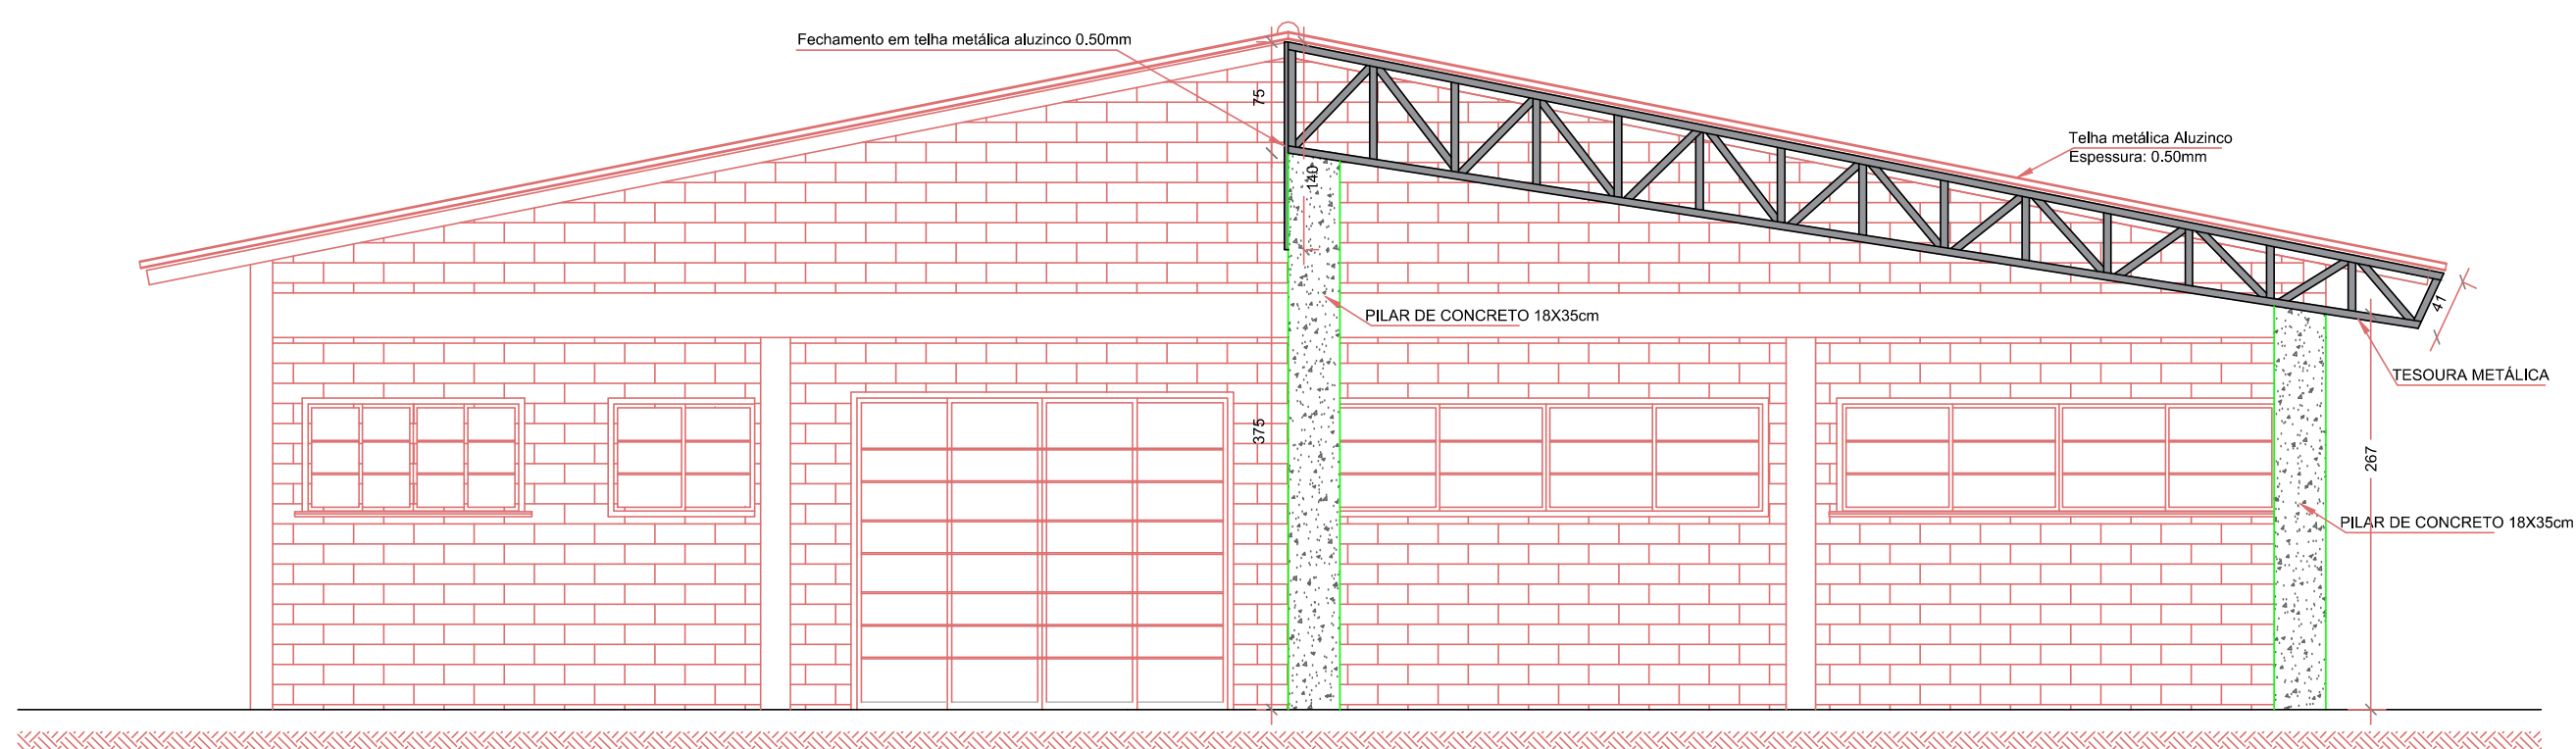 Fechamento em telha metálica aluzinco 0.50mm
75
Telha metálica Aluzinco
Espessura: 0.50mm
140
PILAR DE CONCRETO 18X35cm
41
TESOURA METÁLICA
375
267
PILAR DE CONCRETO 18X35cm